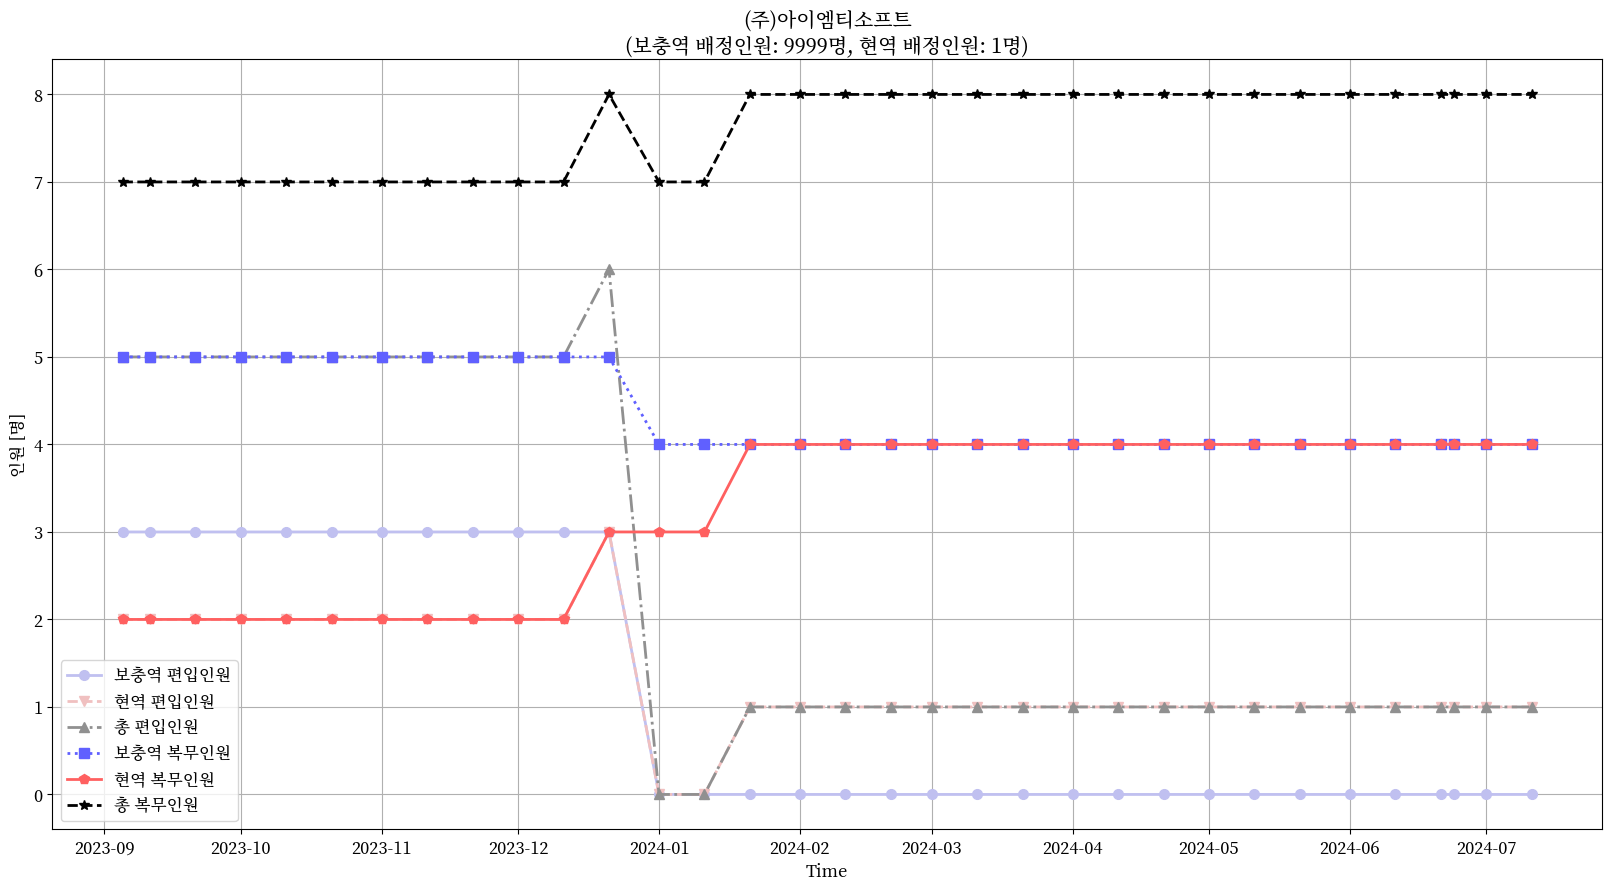 (주)아이엠티소프트
(보충역 배정인원: 9999명, 현역 배정인원: 1명)
8
7
6
5
4
3
2
1
0
인원 [명]
보충역 편입인원
현역 편입인원
총 편입인원
보충역 복무인원
현역 복무인원
총 복무인원
2023-09 2023-10 2023-11 2023-12 2024-01 2024-02 2024-03 2024-04 2024-05 2024-06 2024-07
Time